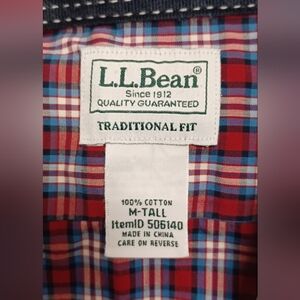 L.L.Bean®
Since 1912
QUALITY GUARANTEED
TRADITIONAL FIT
100% COTTON
M-TALL
ItemID 506140
MADE IN CHINA
CARE ON REVERSE